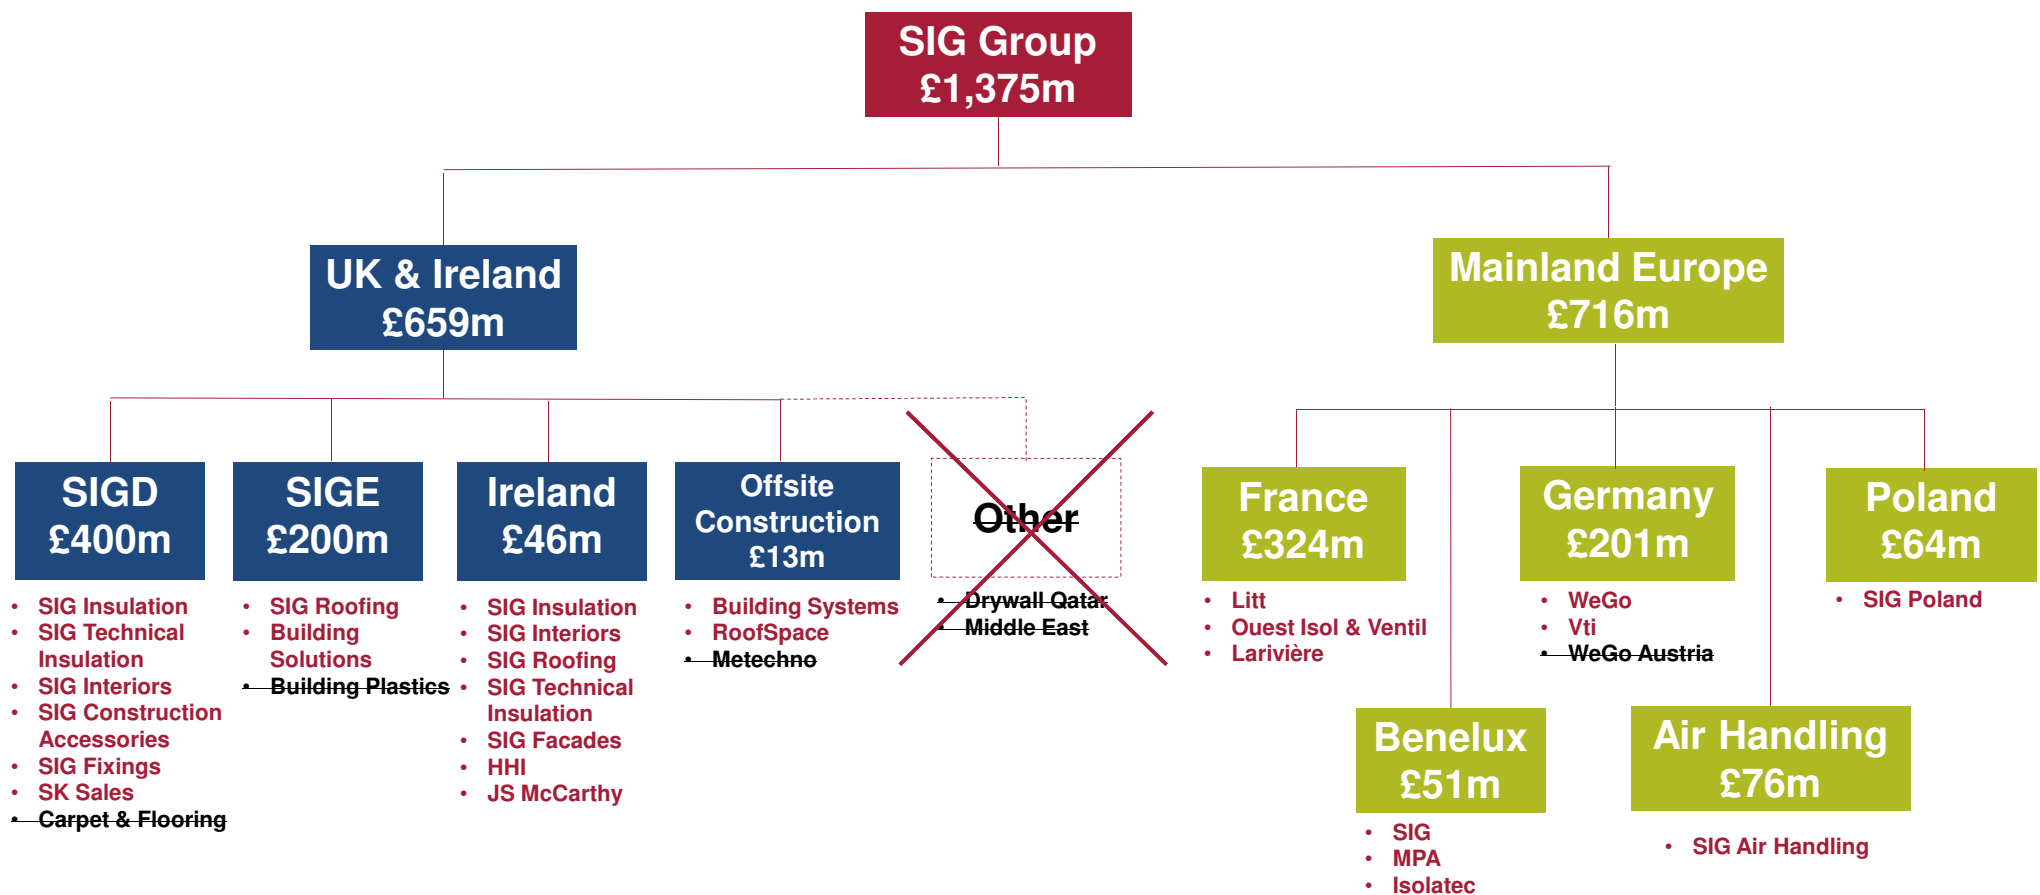 SIG Group
£1,375m
UK & Ireland
£659m
Mainland Europe
£716m
SIGD
£400m
• SIG Insulation
• SIG Technical
Insulation
• SIG Interiors
• SIG Construction
Accessories
• SIG Fixings
• SK Sales
• Carpet & Flooring
SIGE
£200m
• SIG Roofing
• Building
Solutions
• Building Plastics
Ireland
£46m
• SIG Insulation
• SIG Interiors
• SIG Roofing
• SIG Technical
Insulation
• SIG Facades
• HHI
• JS McCarthy
Offsite
Construction
£13m
• Building Systems
• RoofSpace
• Metechno
Other
• Drywall Qatar
• Middle East
France
£324m
• Litt
• Ouest Isol & Ventil
• Larivière
Germany
£201m
• WeGo
• Vti
• WeGo Austria
Poland
£64m
• SIG Poland
Benelux
£51m
• SIG
• MPA
• Isolatec
Air Handling
£76m
• SIG Air Handling